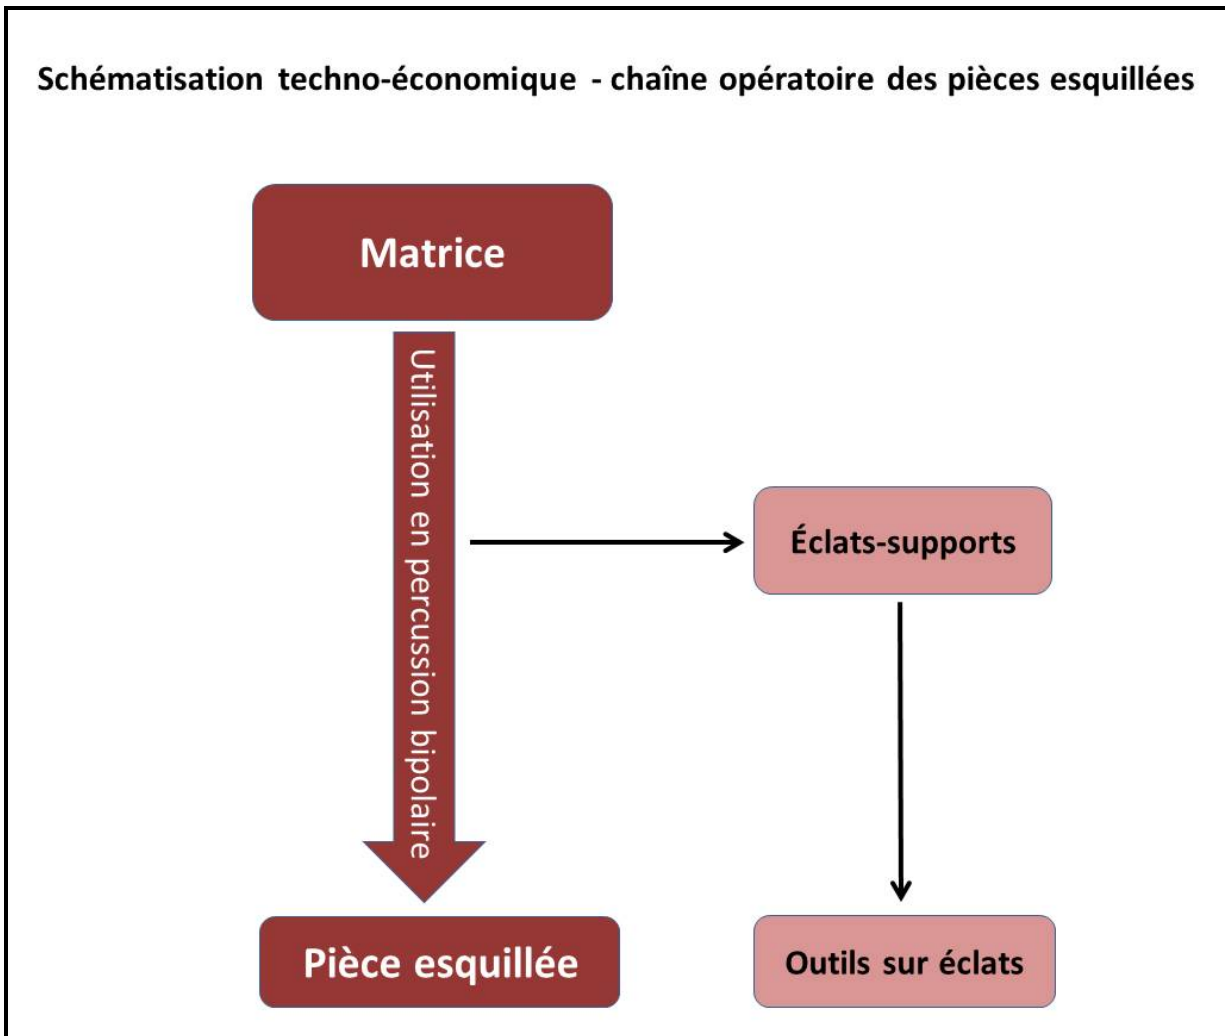 Schématisation techno-économique - chaîne opératoire des pièces esquillées
Matrice
Utilisation en percussion bipolaire
Éclats-supports
Pièce esquillée
Outils sur éclats